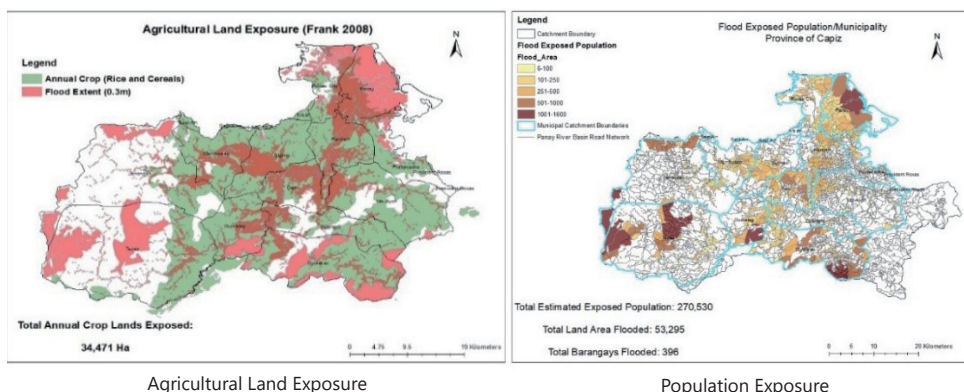 Agricultural Land Exposure (Frank 2008)
N
Legend
Annual Crop (Rice and Cereals)
Flood Extent (0.3m)
Total Annual Crop Lands Exposed:
34,471 Ha
0 4.75 9.5 19 Kilometers
Agricultural Land Exposure
Legend
Catchment Boundary
Flood Exposed Population
Flood_Area
6-100
101-250
251-500
501-1000
1001-1600
Municipal Catchment Boundaries
Panay River Basin Road Network
Flood Exposed Population/Municipality
Province of Capiz
N
Total Estimated Exposed Population: 270,530
Total Land Area Flooded: 53,295
Total Barangays Flooded: 396
0 5 10 20 Kilometers
Population Exposure